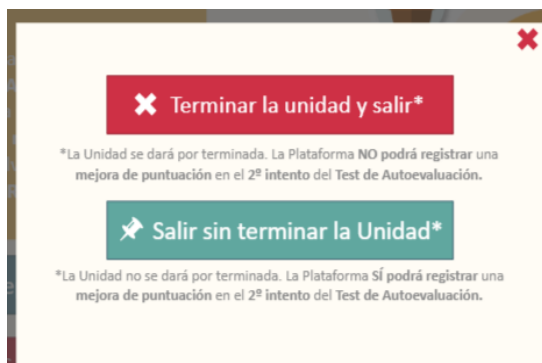 Terminar la unidad y salir*
*La Unidad se dará por terminada. La Plataforma NO podrá registrar una
mejora de puntuación en el 2º intento del Test de Autoevaluación.
Salir sin terminar la Unidad*
*La Unidad no se dará por terminada. La Plataforma SÍ podrá registrar una
mejora de puntuación en el 2º intento del Test de Autoevaluación.